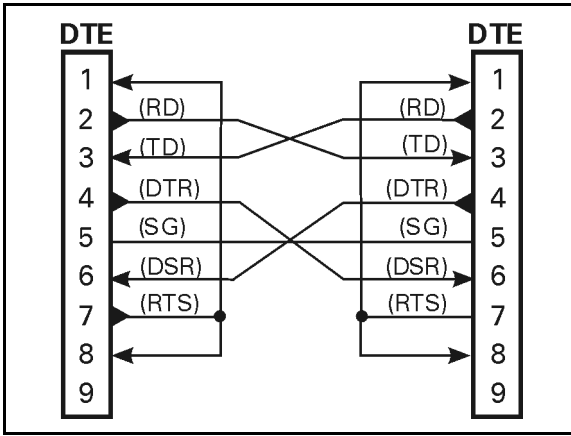 DTE DTE
1 1
2 (RD) (RD) 2
3 (TD) (TD) 3
4 (DTR) (DTR) 4
5 (SG) (SG) 5
6 (DSR) (DSR) 6
7 (RTS) (RTS) 7
8 8
9 9